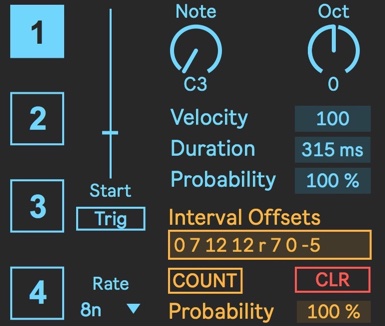 1
2
3
4
Start
Trig
Rate
8n
Note
C3
Oct
0
Velocity 100
Duration 315 ms
Probability 100 %
Interval Offsets
0 7 12 12 r 7 0 -5
COUNT CLR
Probability 100 %